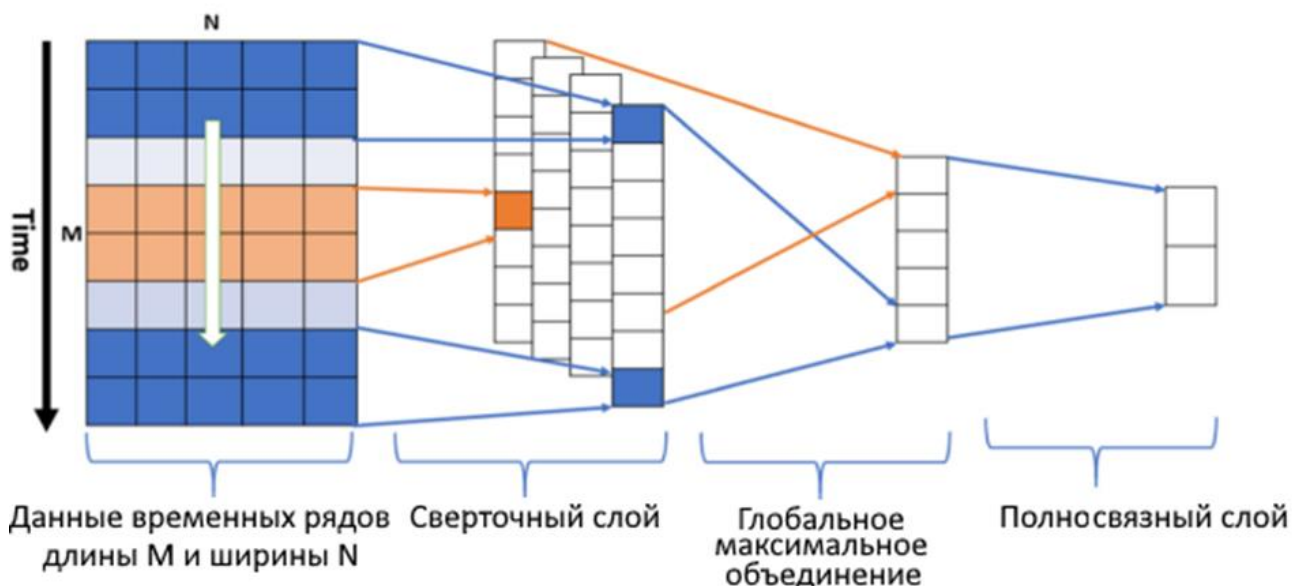 N
Time
M
Данные временных рядов
длины M и ширины N
Сверточный слой
Глобальное
максимальное
объединение
Полносвязный слой